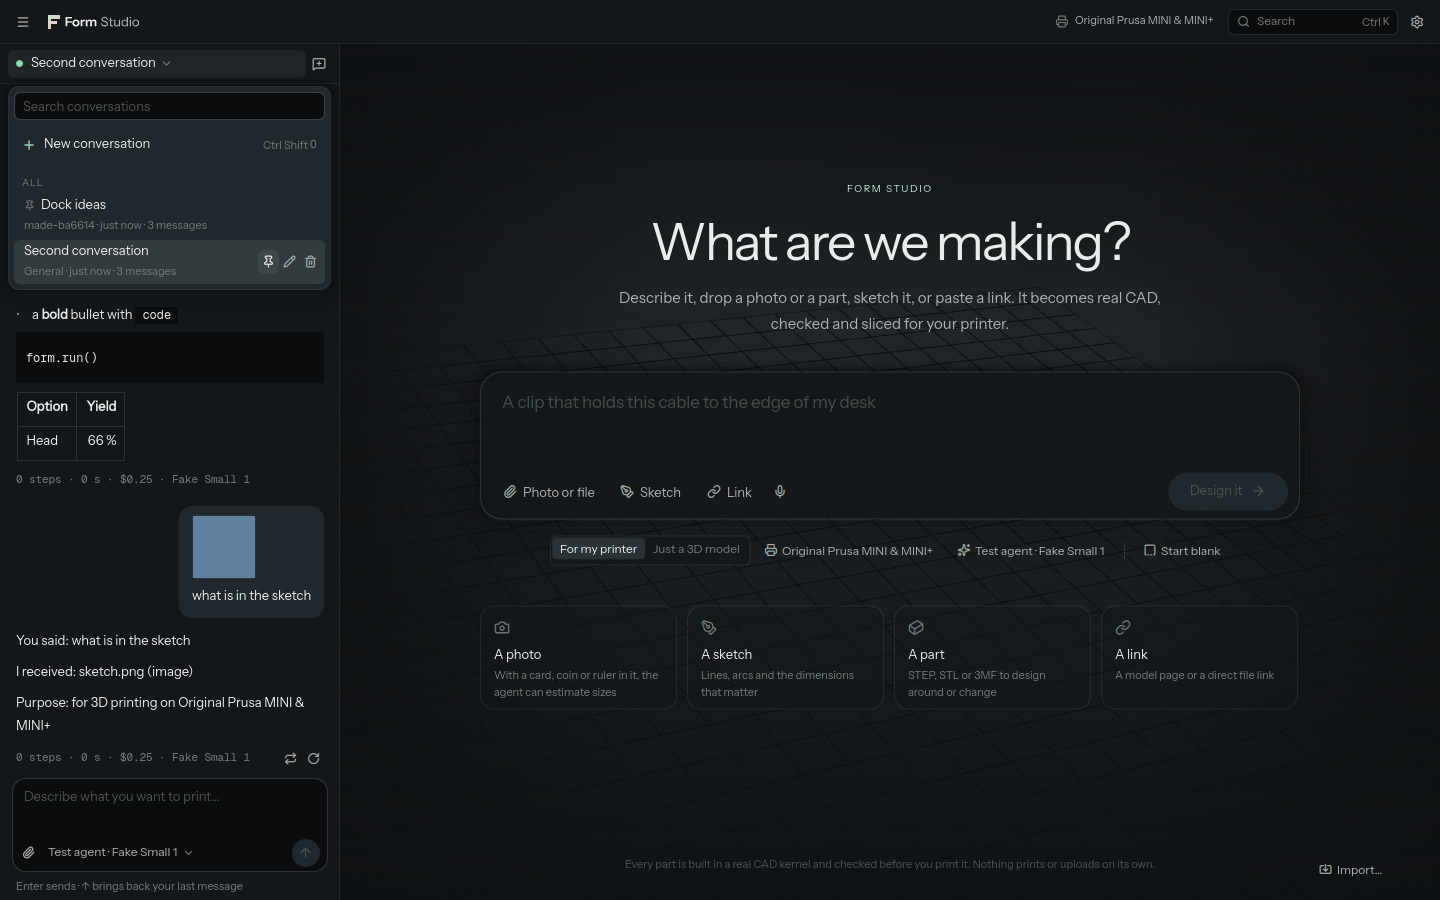 Form Studio
Original Prusa MINI & MINI+
Search
Ctrl K
Second conversation
Search conversations
New conversation
Ctrl Shift O
ALL
Dock ideas
made-ba6614 · just now · 3 messages
Second conversation
General · just now · 3 messages
· a bold bullet with code
form.run()
Option Yield
Head 66 %
0 steps · 0 s · $0.25 · Fake Small 1
what is in the sketch
You said: what is in the sketch
I received: sketch.png (image)
Purpose: for 3D printing on Original Prusa MINI &
MINI+
0 steps · 0 s · $0.25 · Fake Small 1
Describe what you want to print...
Test agent · Fake Small 1
Enter sends · ↑ brings back your last message
FORM STUDIO
What are we making?
Describe it, drop a photo or a part, sketch it, or paste a link. It becomes real CAD,
checked and sliced for your printer.
A clip that holds this cable to the edge of my desk
Photo or file
Sketch
Link
Design it
For my printer
Just a 3D model
Original Prusa MINI & MINI+
Test agent · Fake Small 1
Start blank
A photo
With a card, coin or ruler in it, the
agent can estimate sizes
A sketch
Lines, arcs and the dimensions
that matter
A part
STEP, STL or 3MF to design
around or change
A link
A model page or a direct file link
Every part is built in a real CAD kernel and checked before you print it. Nothing prints or uploads on its own.
Import...